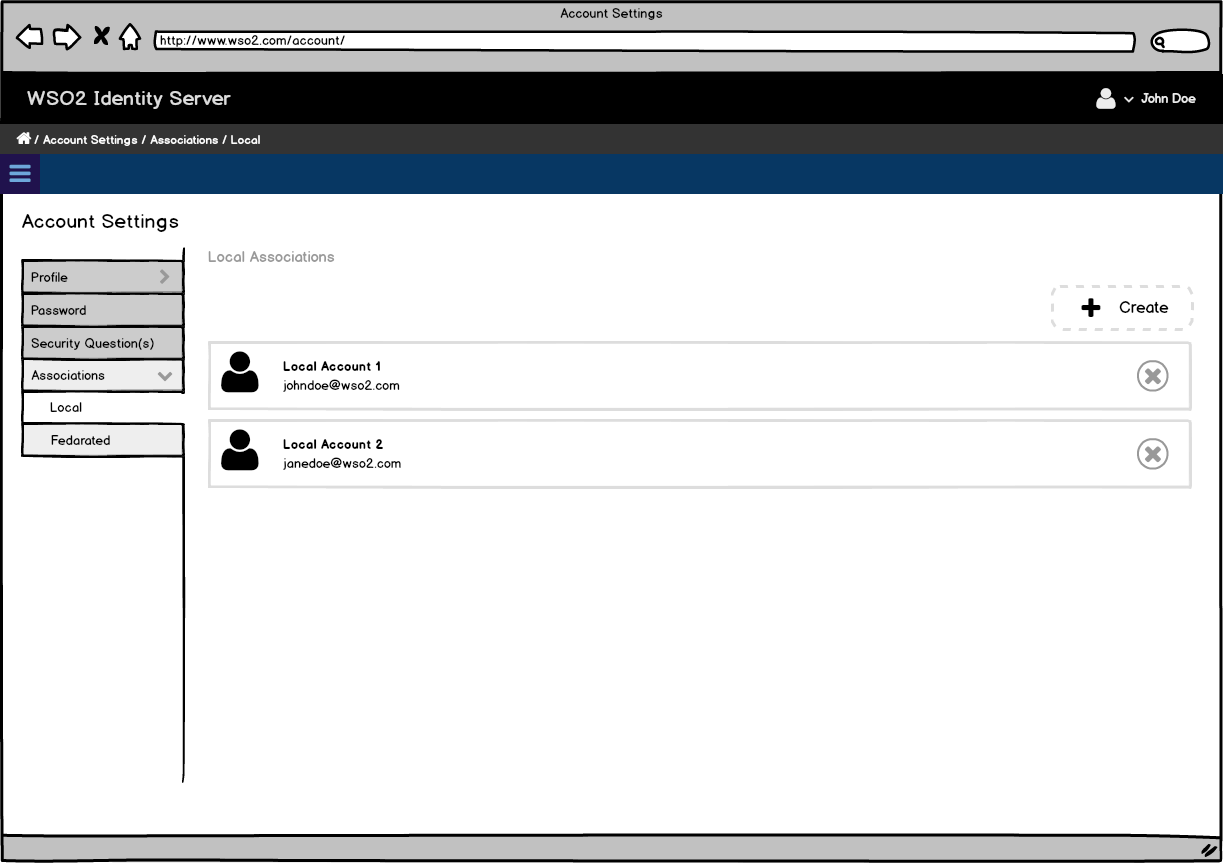 Account Settings
http://www.wso2.com/account/
WSO2 Identity Server
John Doe
/ Account Settings / Associations / Local
Account Settings
Local Associations
Profile
Password
Security Question(s)
Associations
Local
Fedarated
Create
Local Account 1
johndoe@wso2.com
Local Account 2
janedoe@wso2.com